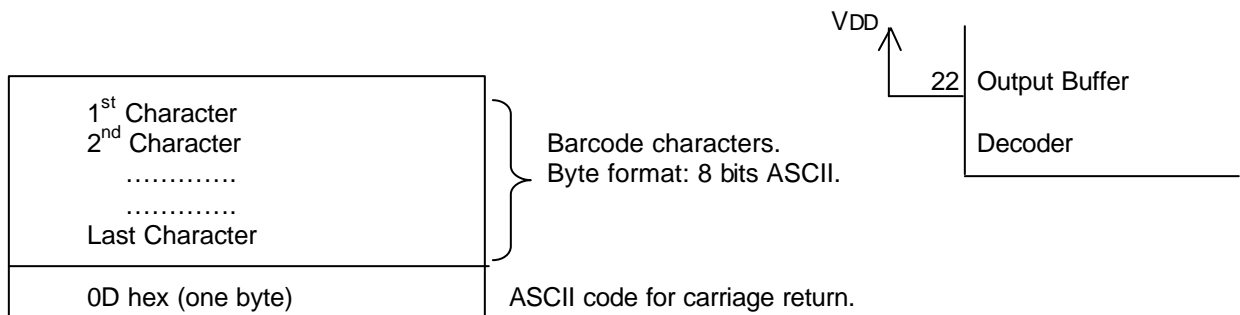 VDD
22 Output Buffer
Decoder
1st Character
2nd Character
.............
.............
Last Character
Barcode characters.
Byte format: 8 bits ASCII.
0D hex (one byte)
ASCII code for carriage return.